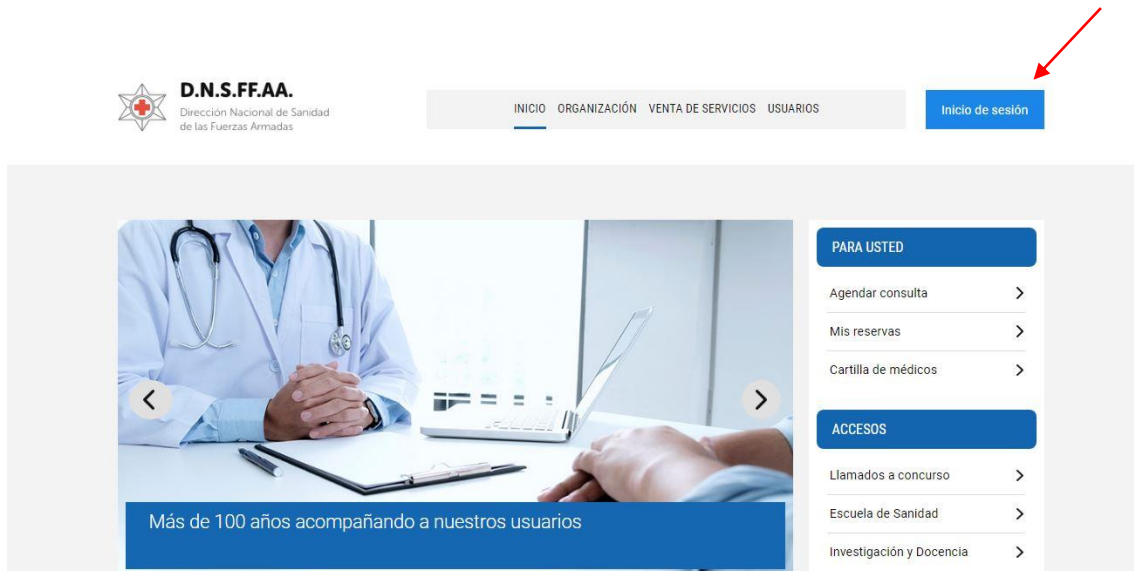 D.N.S.FF.AA.
Dirección Nacional de Sanidad
de las Fuerzas Armadas
INICIO ORGANIZACIÓN VENTA DE SERVICIOS USUARIOS
Inicio de sesión
Más de 100 años acompañando a nuestros usuarios
PARA USTED
Agendar consulta
Mis reservas
Cartilla de médicos
ACCESOS
Llamados a concurso
Escuela de Sanidad
Investigación y Docencia